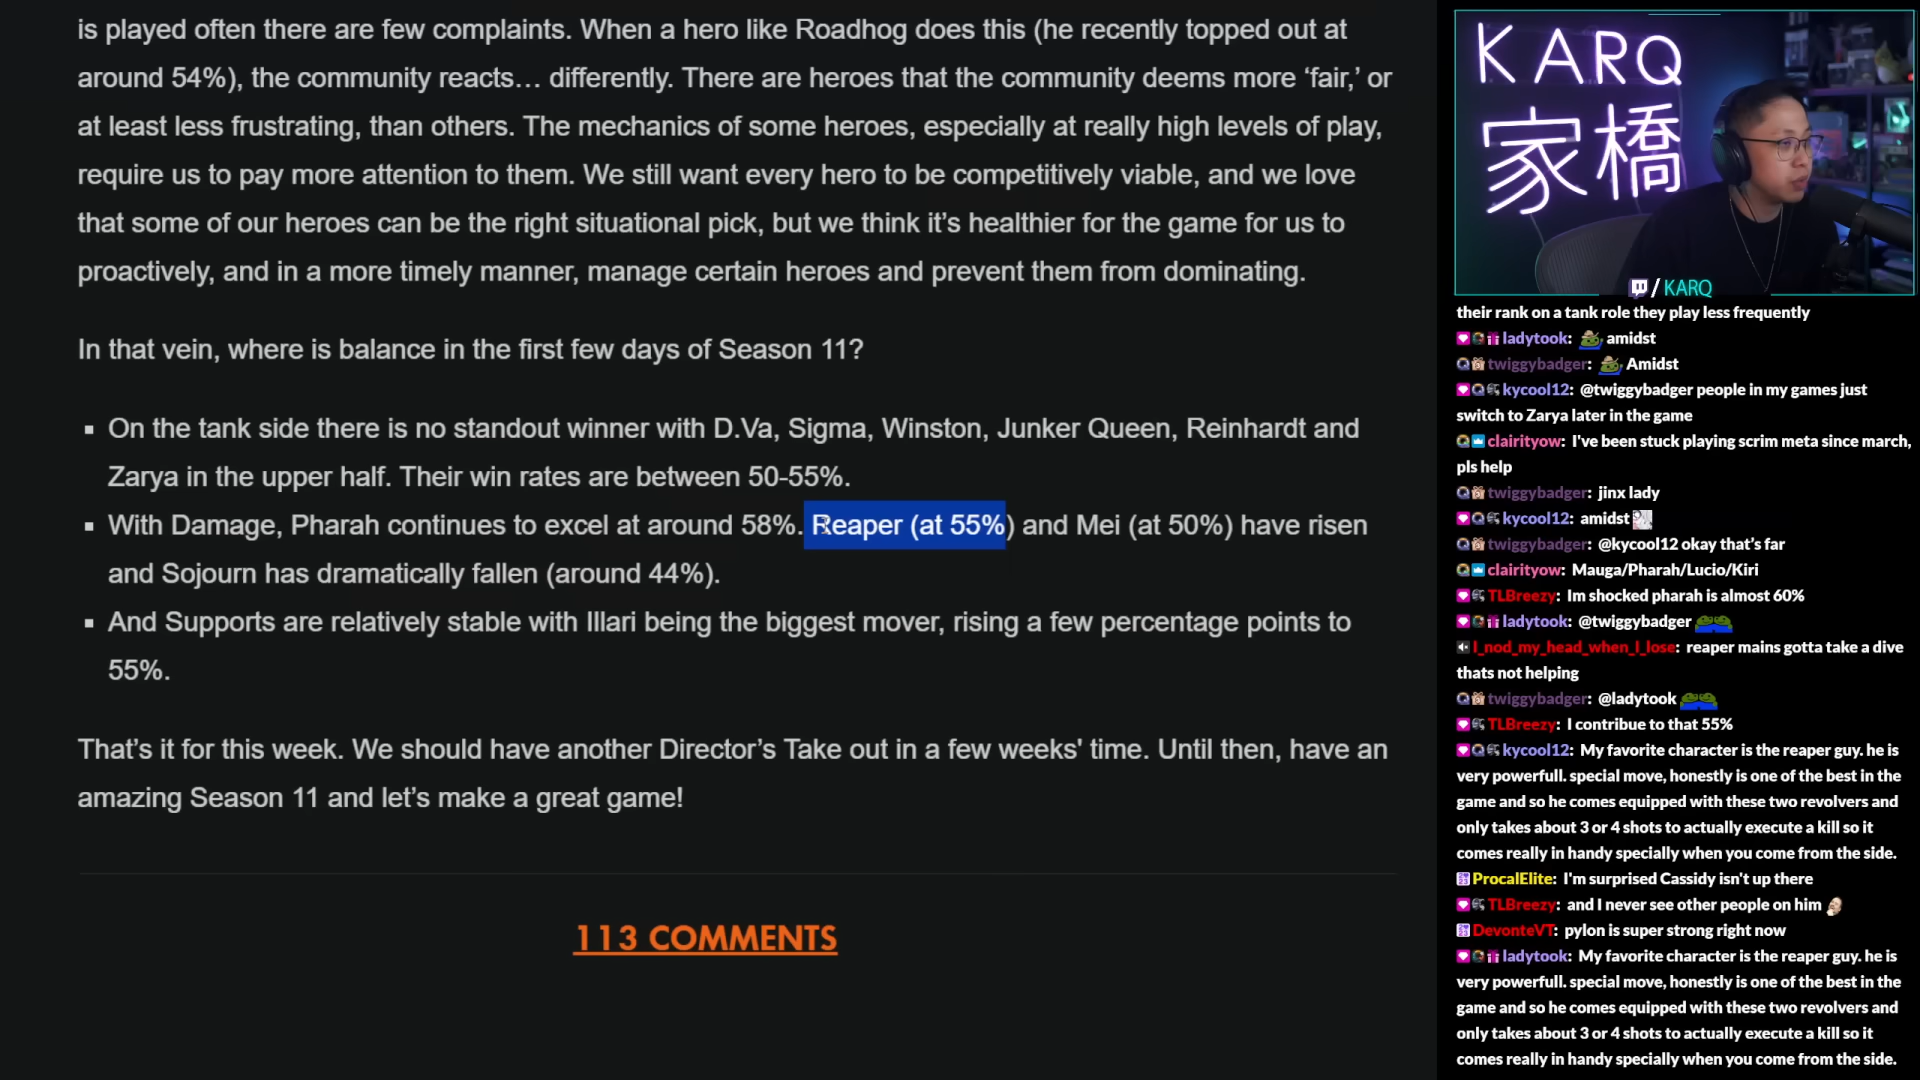 is played often there are few complaints. When a hero like Roadhog does this (he recently topped out at
around 54%), the community reacts… differently. There are heroes that the community deems more ‘fair,’ or
at least less frustrating, than others. The mechanics of some heroes, especially at really high levels of play,
require us to pay more attention to them. We still want every hero to be competitively viable, and we love
that some of our heroes can be the right situational pick, but we think it’s healthier for the game for us to
proactively, and in a more timely manner, manage certain heroes and prevent them from dominating.
In that vein, where is balance in the first few days of Season 11?
▪ On the tank side there is no standout winner with D.Va, Sigma, Winston, Junker Queen, Reinhardt and
Zarya in the upper half. Their win rates are between 50-55%.
▪ With Damage, Pharah continues to excel at around 58%. Reaper (at 55%) and Mei (at 50%) have risen
and Sojourn has dramatically fallen (around 44%).
▪ And Supports are relatively stable with Illari being the biggest mover, rising a few percentage points to
55%.
That’s it for this week. We should have another Director’s Take out in a few weeks' time. Until then, have an
amazing Season 11 and let’s make a great game!
113 COMMENTS
KARQ
家橋
/ KARQ
their rank on a tank role they play less frequently
ladytook: amidst
twiggybadger: Amidst
kycool12: @twiggybadger people in my games just
switch to Zarya later in the game
clairityow: I've been stuck playing scrim meta since march,
pls help
twiggybadger: jinx lady
kycool12: amidst
twiggybadger: @kycool12 okay that's far
clairityow: Mauga/Pharah/Lucio/Kiri
TLBreezy: Im shocked pharah is almost 60%
ladytook: @twiggybadger
I_nod_my_head_when_I_lose: reaper mains gotta take a dive
thats not helping
twiggybadger: @ladytook
TLBreezy: I contribue to that 55%
kycool12: My favorite character is the reaper guy. he is
very powerfull. special move, honestly is one of the best in the
game and so he comes equipped with these two revolvers and
only takes about 3 or 4 shots to actually execute a kill so it
comes really in handy specially when you come from the side.
ProcalElite: I'm surprised Cassidy isn't up there
TLBreezy: and I never see other people on him
DevonteVT: pylon is super strong right now
ladytook: My favorite character is the reaper guy. he is
very powerfull. special move, honestly is one of the best in the
game and so he comes equipped with these two revolvers and
only takes about 3 or 4 shots to actually execute a kill so it
comes really in handy specially when you come from the side.